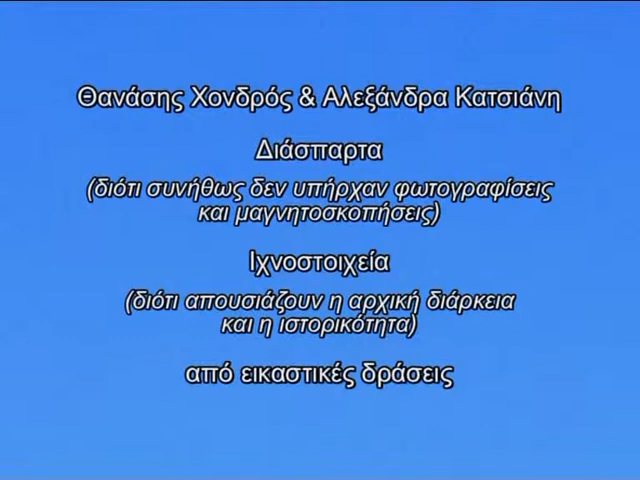 Θανάσης Χονδρός & Αλεξάνδρα Κατσιάνη
Διάσπαρτα
(διότι συνήθως δεν υπήρχαν φωτογραφίσεις
και μαγνητοσκοπήσεις)
Ιχνοστοιχεία
(διότι απουσιάζουν η αρχική διάρκεια
και η ιστορικότητα)
από εικαστικές δράσεις